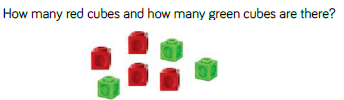 How many red cubes and how many green cubes are there?